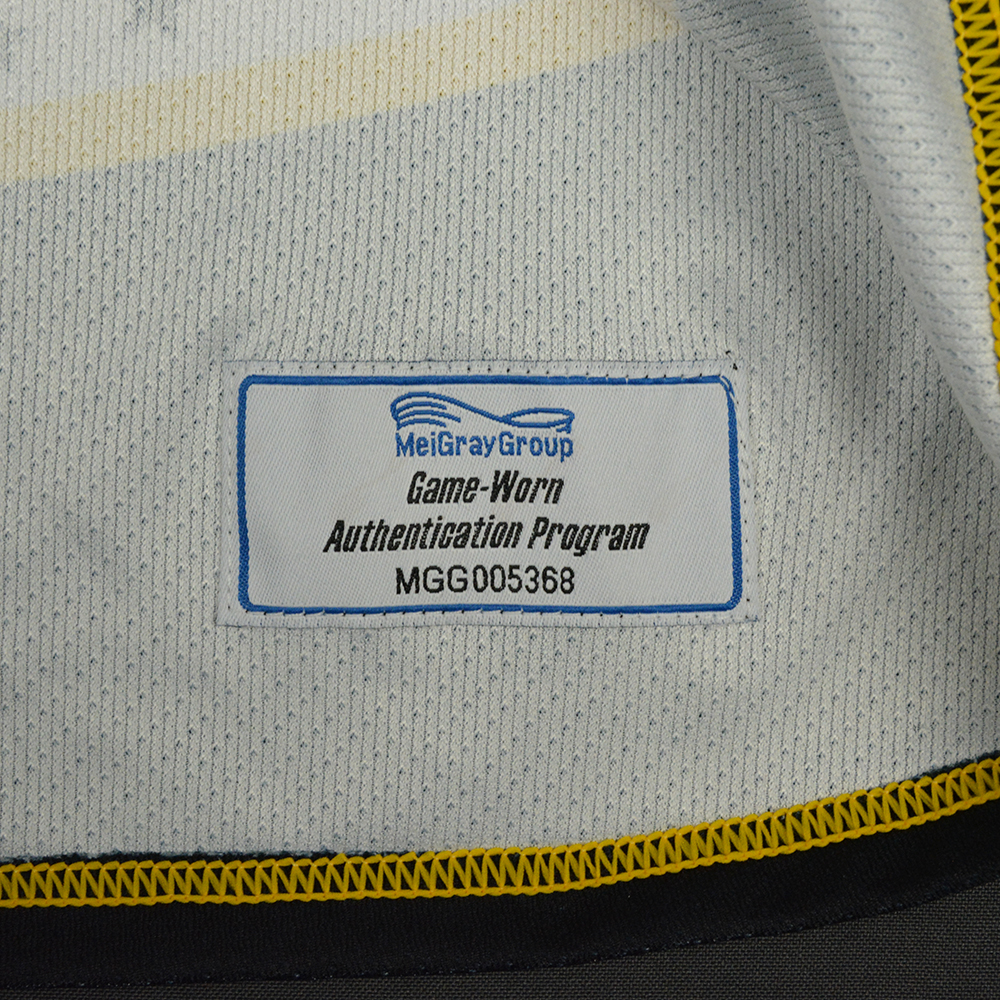 MeiGrayGroup
Game-Worn
Authentication Program
MGG005368